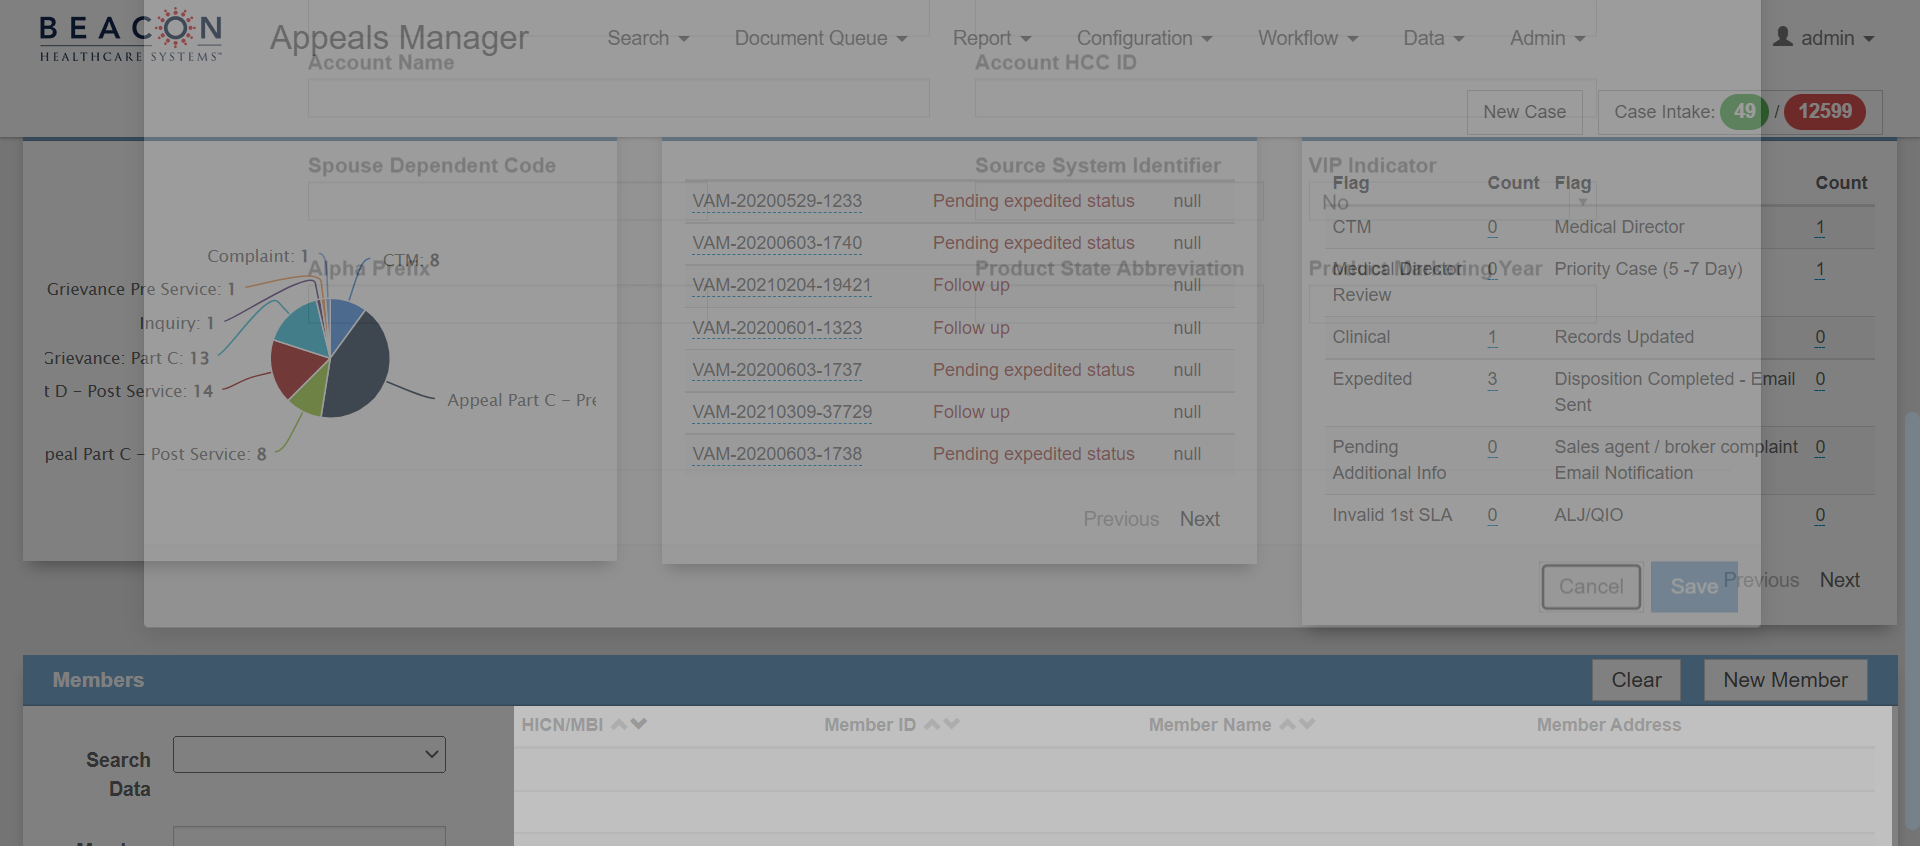 BEACON
HEALTHCARE SYSTEMS
Appeals Manager
Search
Document Queue
Report
Configuration
Workflow
Data
Admin
admin
Account Name
Account HCC ID
New Case
Case Intake: 49 / 12599
Spouse Dependent Code
Source System Identifier
VIP Indicator
No
Alpha Prefix
Product State Abbreviation
Product Marketing Year
Complaint: 1
CTM: 8
Grievance Pre Service: 1
Inquiry: 1
Grievance: Part C: 13
t D - Post Service: 14
Appeal Part C - Pre
peal Part C - Post Service: 8
VAM-20200529-1233 Pending expedited status null
VAM-20200603-1740 Pending expedited status null
VAM-20210204-19421 Follow up null
VAM-20200601-1323 Follow up null
VAM-20200603-1737 Pending expedited status null
VAM-20210309-37729 Follow up null
VAM-20200603-1738 Pending expedited status null
Previous Next
Flag Count Flag Count
CTM 0 Medical Director 1
Medical Director 0 Priority Case (5 -7 Day) 1
Review
Clinical 1 Records Updated 0
Expedited 3 Disposition Completed - Email 0
Sent
Pending 0 Sales agent / broker complaint 0
Additional Info Email Notification
Invalid 1st SLA 0 ALJ/QIO 0
Cancel
Save
Previous Next
Members
Clear
New Member
Search
Data
HICN/MBI
Member ID
Member Name
Member Address